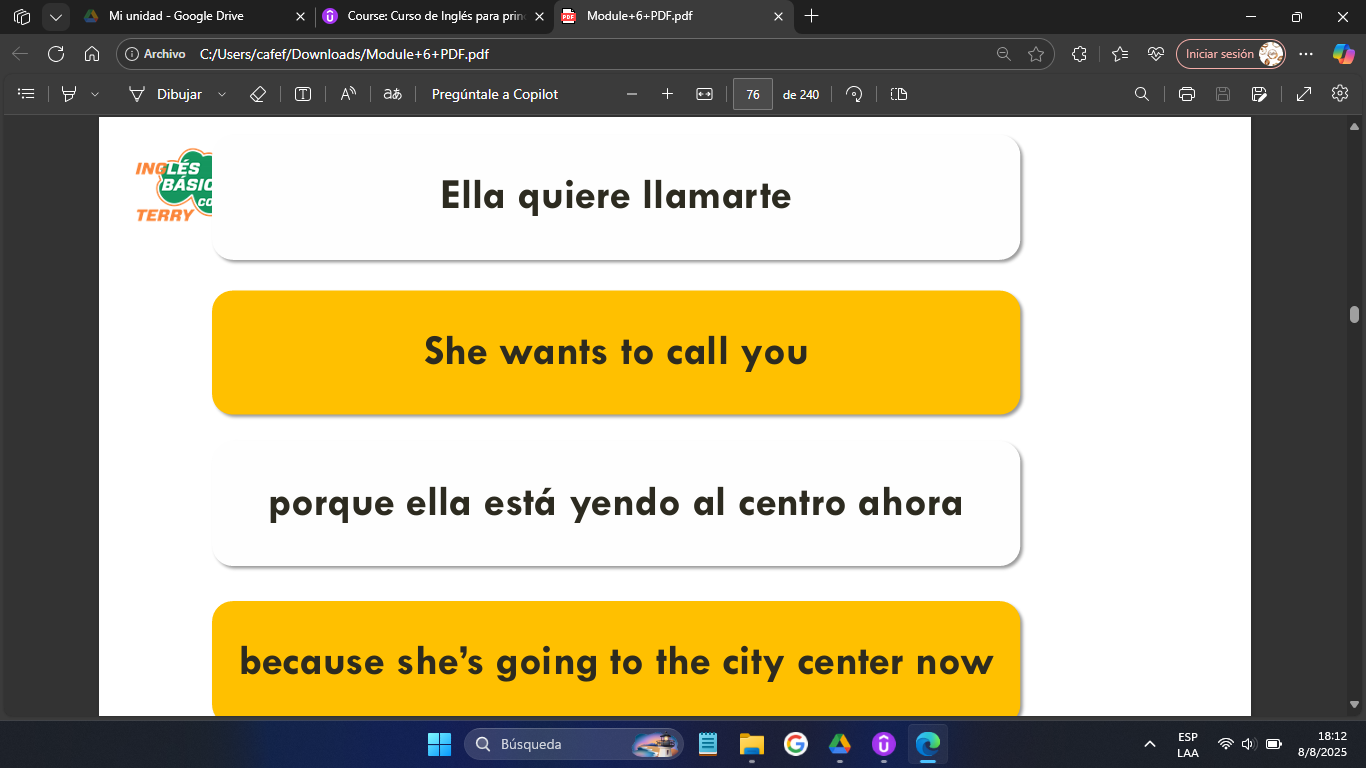 Mi unidad - Google Drive
Course: Curso de Inglés para prin
Module+6+PDF.pdf
Archivo C:/Users/cafef/Downloads/Module+6+PDF.pdf
Iniciar sesión
Dibujar
Pregúntale a Copilot
76 de 240
INGLÉS
BÁSIC
CO
TERRY
Ella quiere llamarte
She wants to call you
porque ella está yendo al centro ahora
because she’s going to the city center now
Búsqueda
ESP
LAA
18:12
8/8/2025